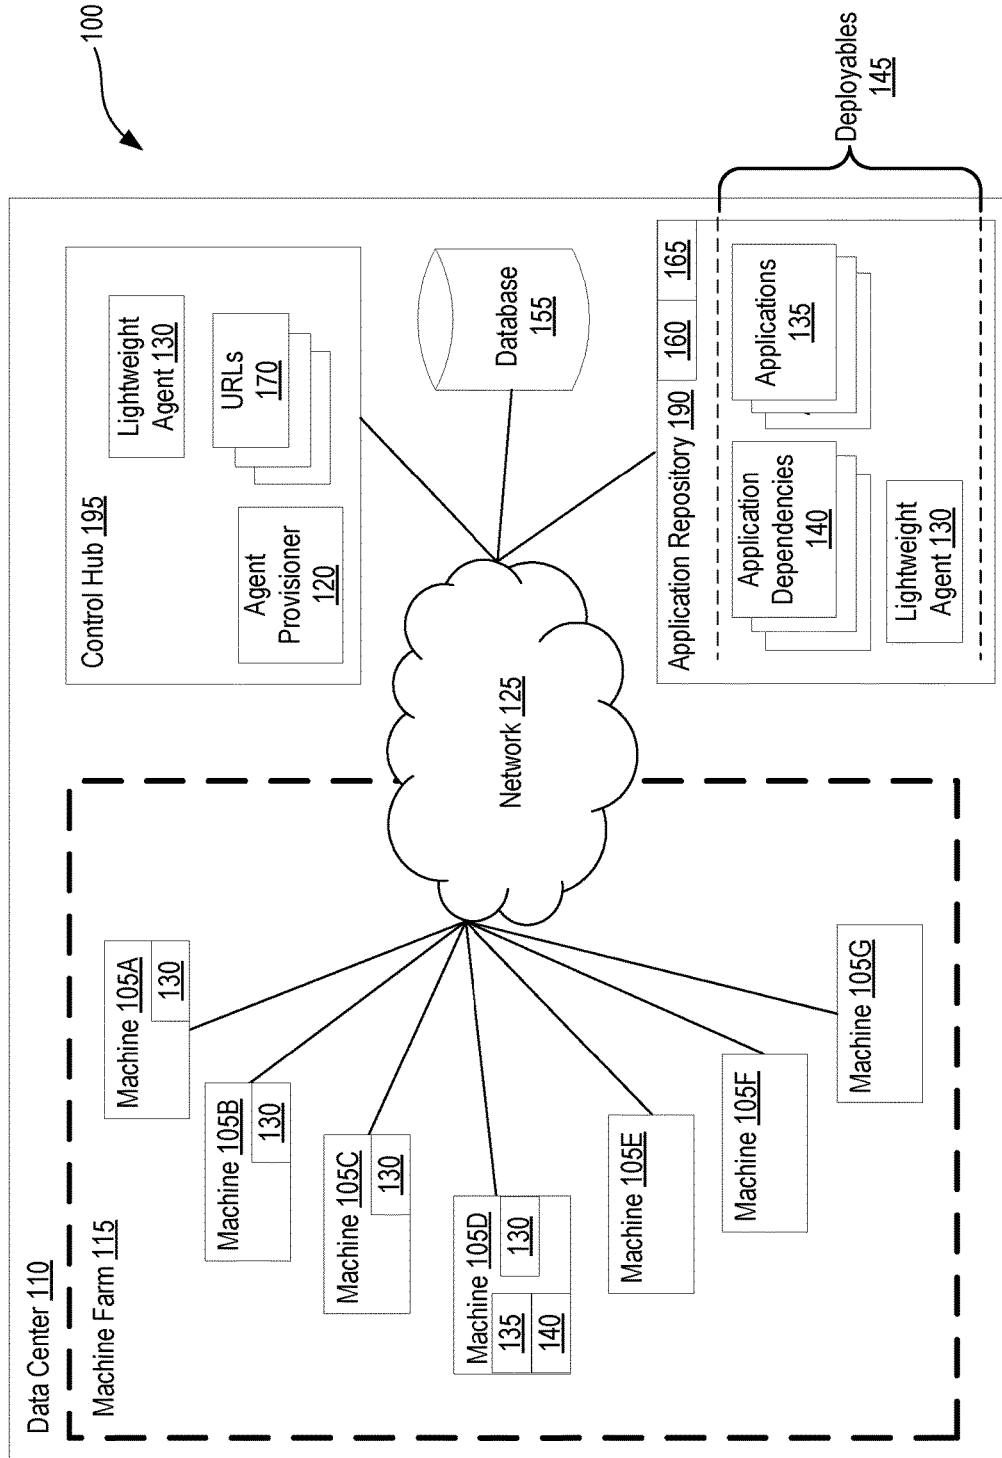 100
Data Center 110
Machine Farm 115
Machine 105A
130
Machine 105B
130
Machine 105C
130
Machine 105D
130
135
140
Machine 105E
Machine 105F
Machine 105G
Network 125
Control Hub 195
Agent
Provisioner
120
Lightweight
Agent 130
URLs
170
Database
155
Application Repository 190
160
165
Application
Dependencies
140
Applications
135
Lightweight
Agent 130
Deployables
145